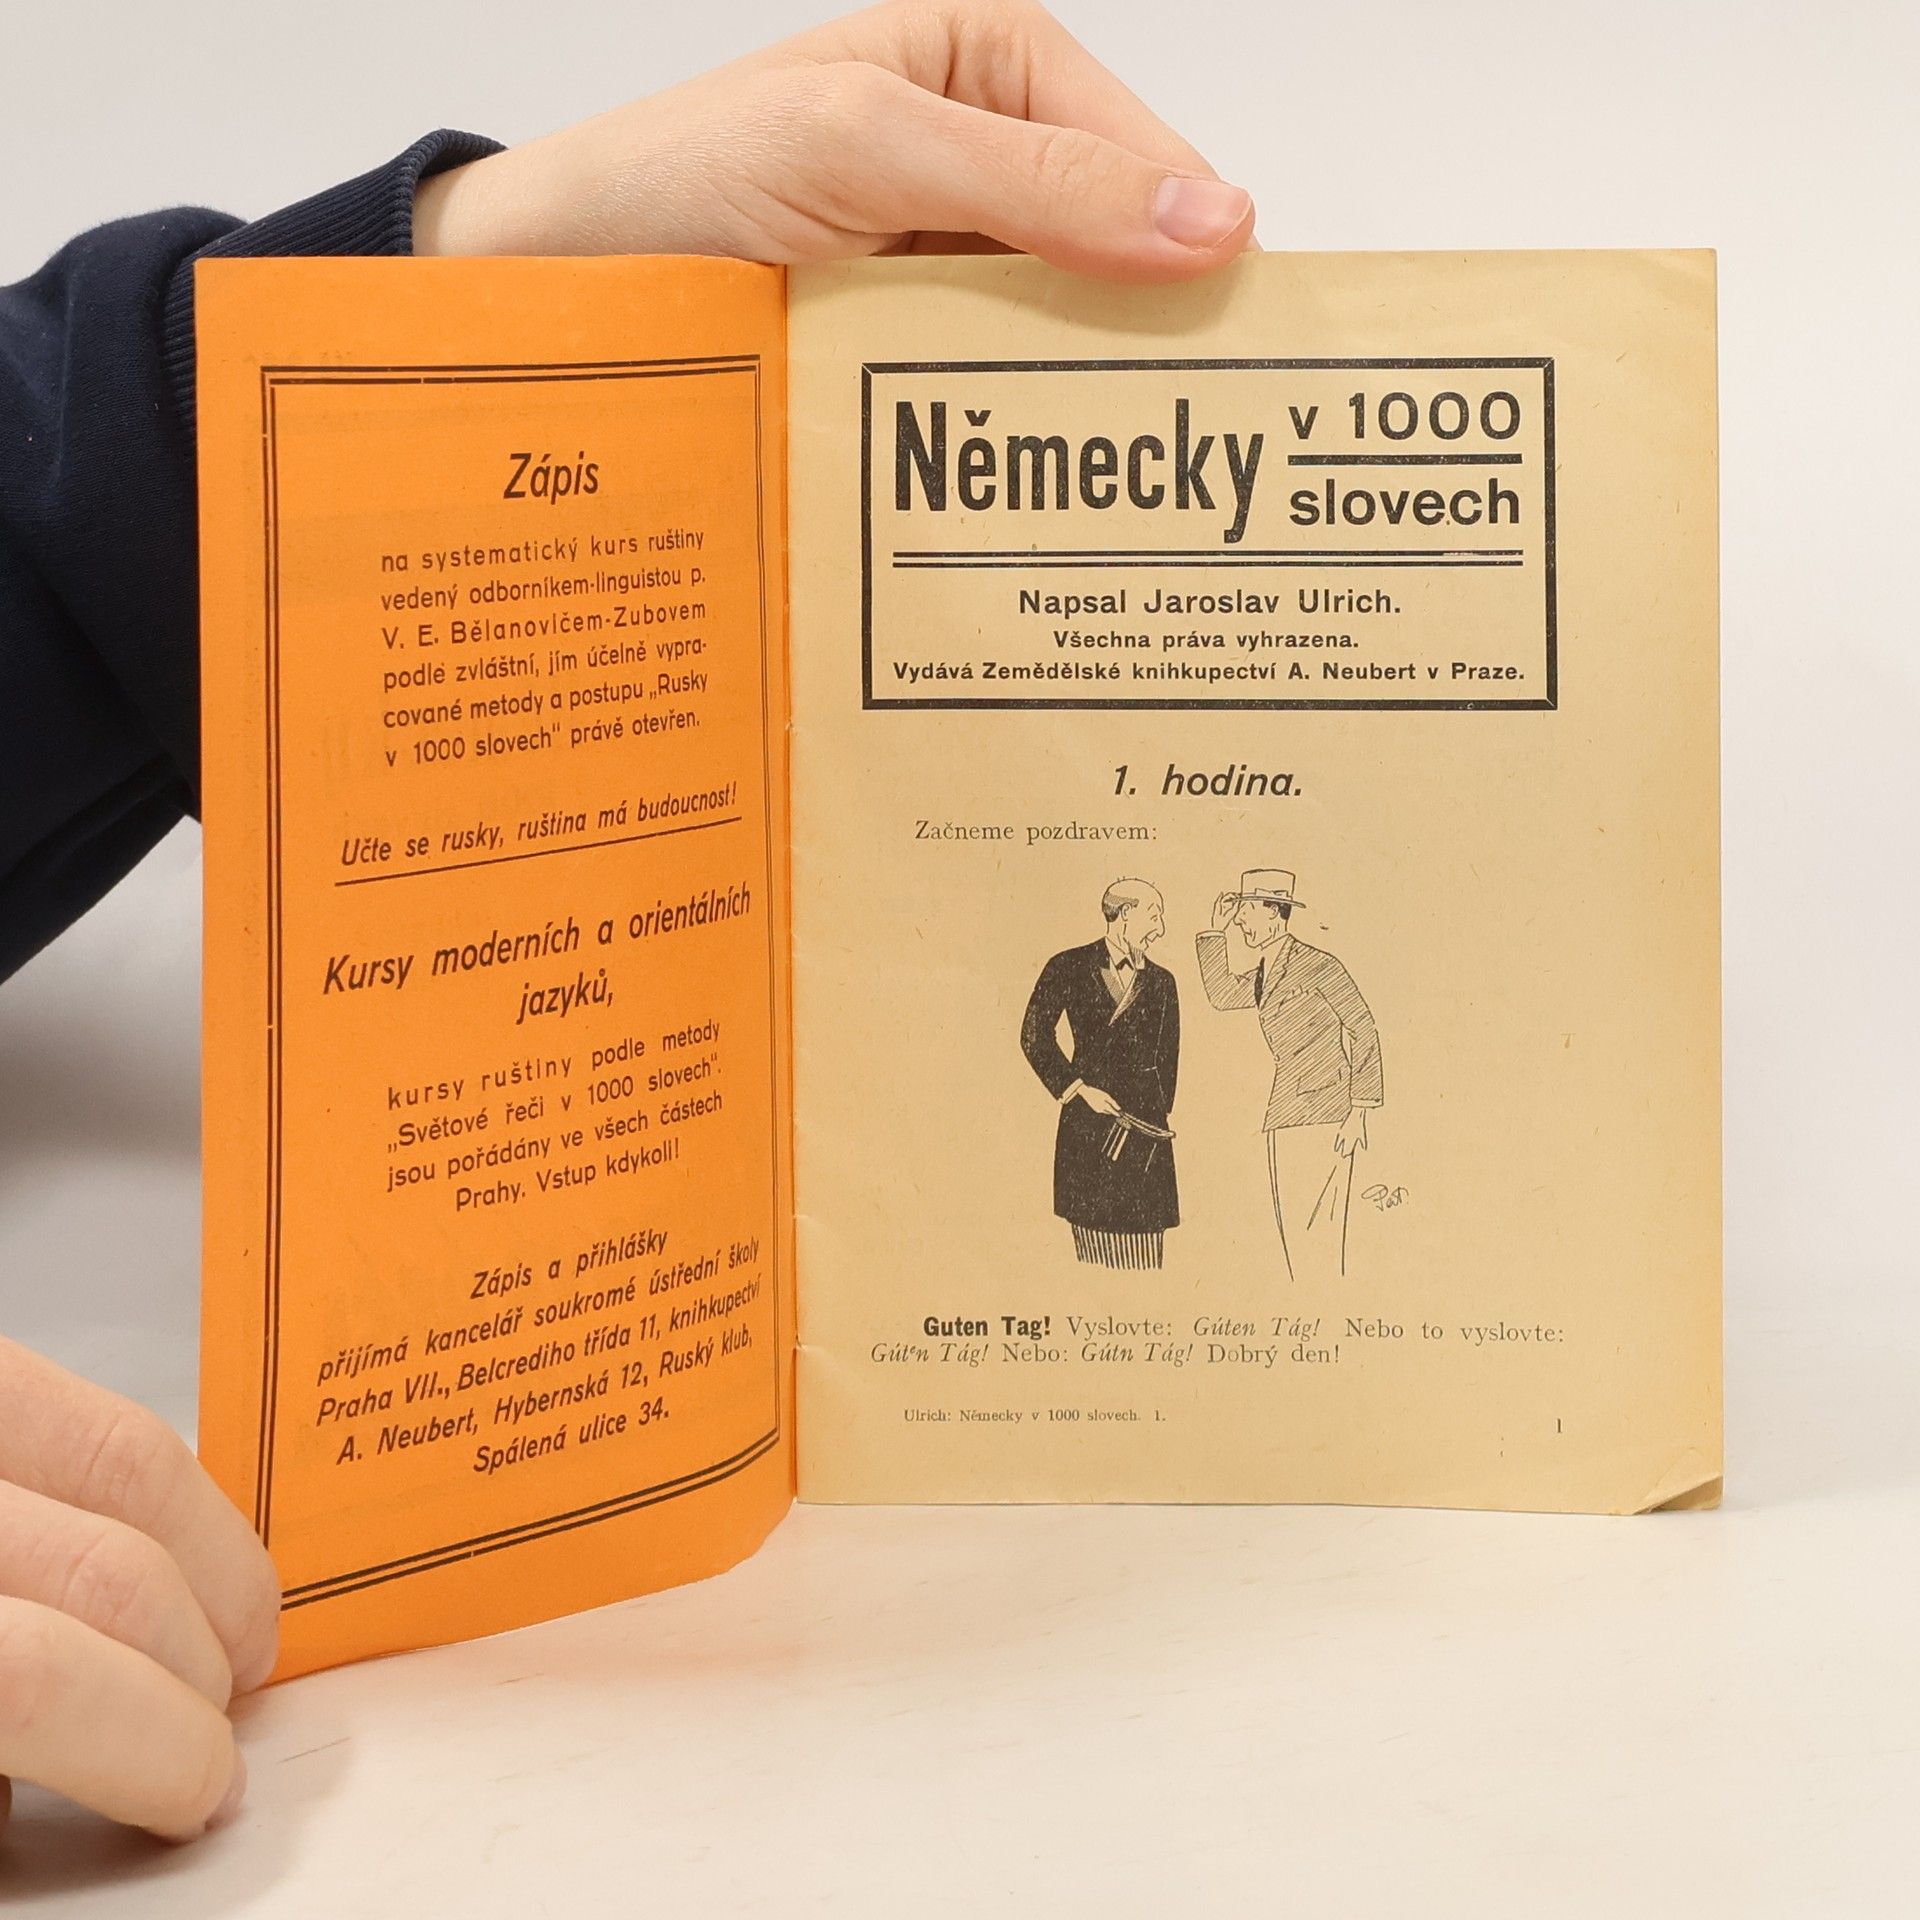 Zápis
na systematický kurs ruštiny
vedený odborníkem-linguistou p.
V. E. Bělanovičem-Zubovem
podle zvláštní, jím účelně vypra-
cované metody a postupu „Rusky
v 1000 slovech" právě otevřen.
Učte se rusky, ruština má budoucnost!
Kursy moderních a orientálních
jazyků,
kursy ruštiny podle metody
„Světové řeči v 1000 slovech".
jsou pořádány ve všech částech
Prahy. Vstup kdykoli!
Zápis a přihlášky
přijímá kancelář soukromé ústřední školy
Praha VII., Belcrediho třída 11, knihkupectví
A. Neubert, Hybernská 12, Ruský klub,
Spálená ulice 34.
Německy v 1000
slovech
Napsal Jaroslav Ulrich.
Všechna práva vyhrazena.
Vydává Zemědělské knihkupectví A. Neubert v Praze.
1. hodina.
Začneme pozdravem:
Guten Tag! Vyslovte: Gúten Tág! Nebo to vyslovte:
Gútᵉn Tág! Nebo: Gútn Tág! Dobrý den!
Ulrich: Německy v 1000 slovech. 1.
1